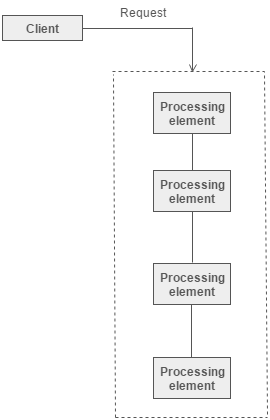 Request
Client
Processing
element
Processing
element
Processing
element
Processing
element